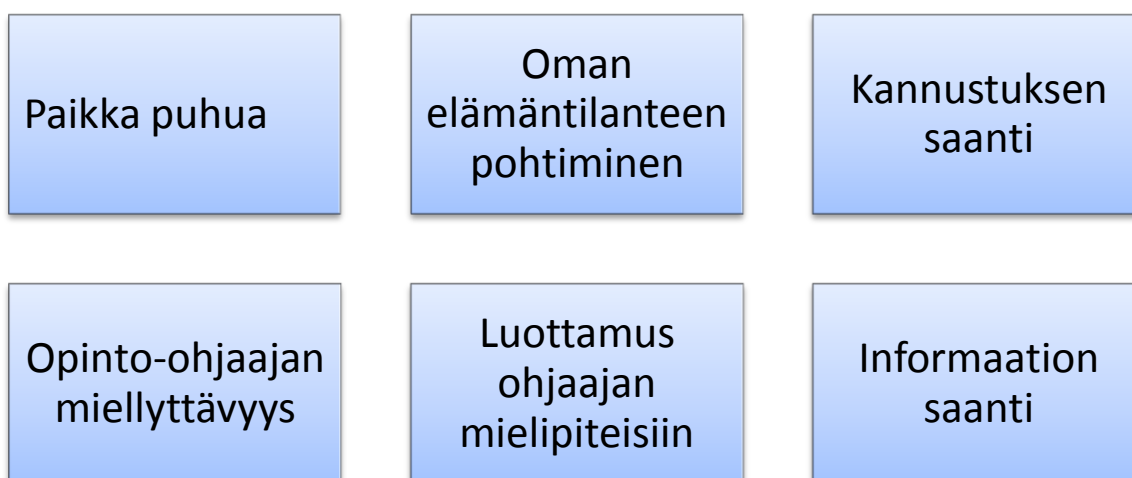 Paikka puhua
Oman
elämäntilanteen
pohtiminen
Kannustuksen
saanti
Opinto-ohjaajan
miellyttävyys
Luottamus
ohjaajan
mielipiteisiin
Informaation
saanti